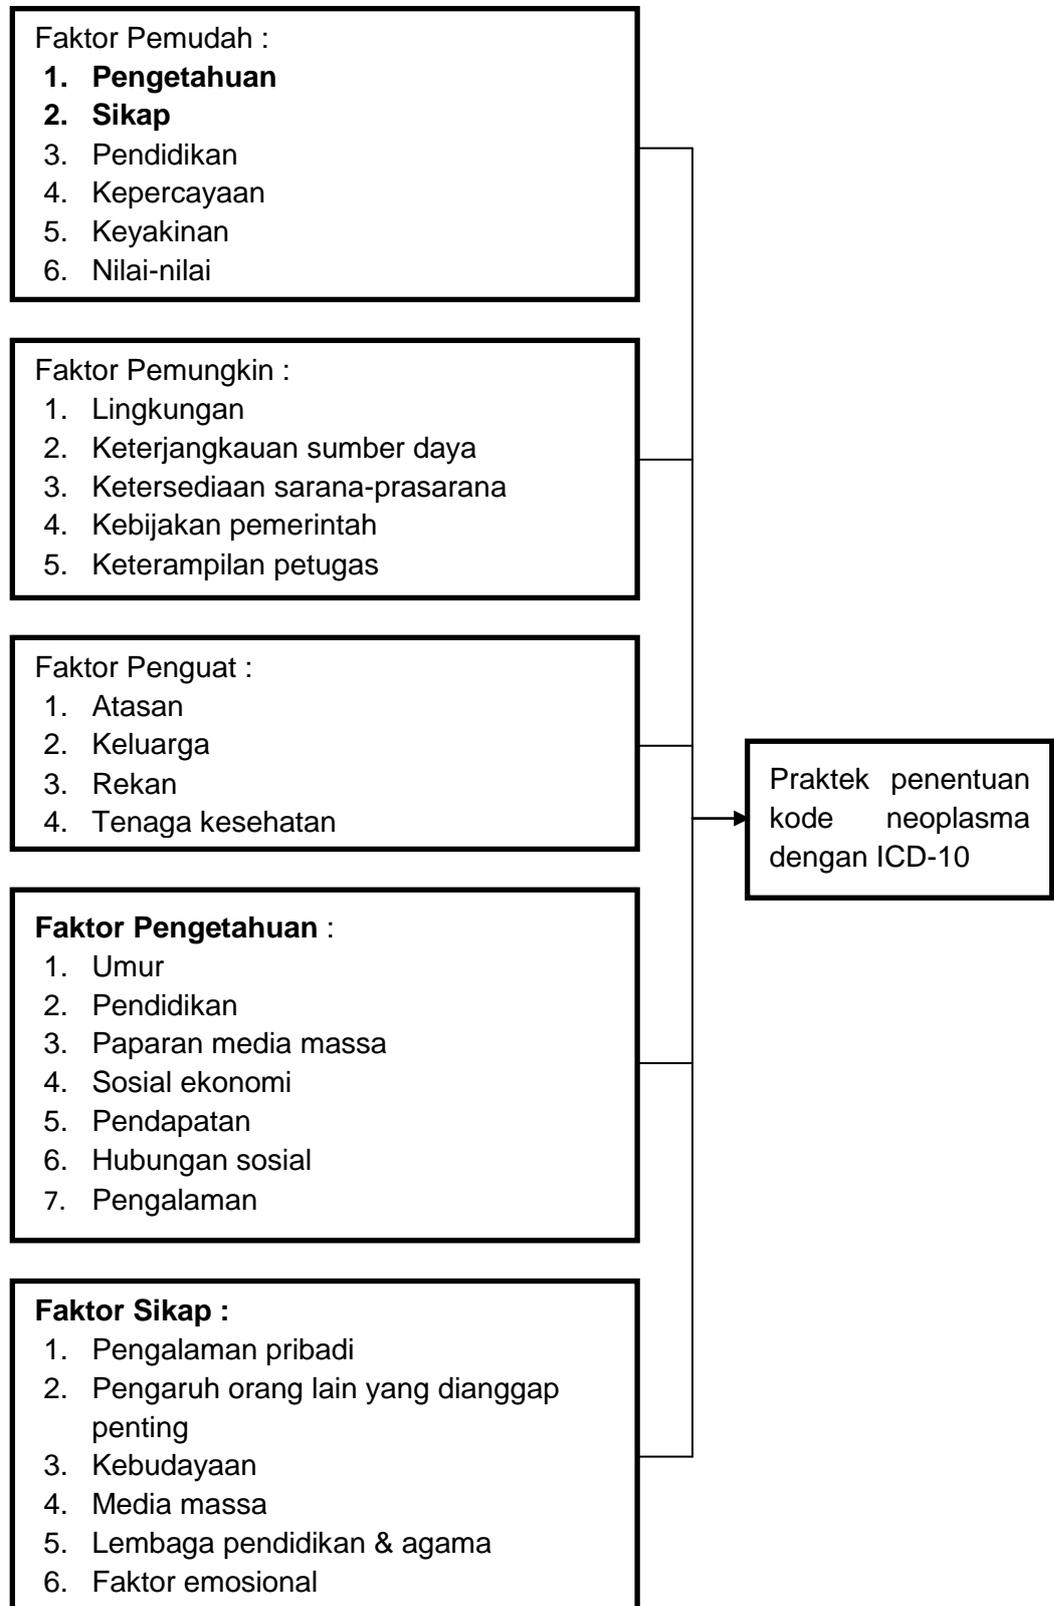 Faktor Pemudah :
1. Pengetahuan
2. Sikap
3. Pendidikan
4. Kepercayaan
5. Keyakinan
6. Nilai-nilai
Faktor Pemungkin :
1. Lingkungan
2. Keterjangkauan sumber daya
3. Ketersediaan sarana-prasarana
4. Kebijakan pemerintah
5. Keterampilan petugas
Faktor Penguat :
1. Atasan
2. Keluarga
3. Rekan
4. Tenaga kesehatan
Faktor Pengetahuan :
1. Umur
2. Pendidikan
3. Paparan media massa
4. Sosial ekonomi
5. Pendapatan
6. Hubungan sosial
7. Pengalaman
Faktor Sikap :
1. Pengalaman pribadi
2. Pengaruh orang lain yang dianggap
penting
3. Kebudayaan
4. Media massa
5. Lembaga pendidikan & agama
6. Faktor emosional
Praktek penentuan
kode neoplasma
dengan ICD-10